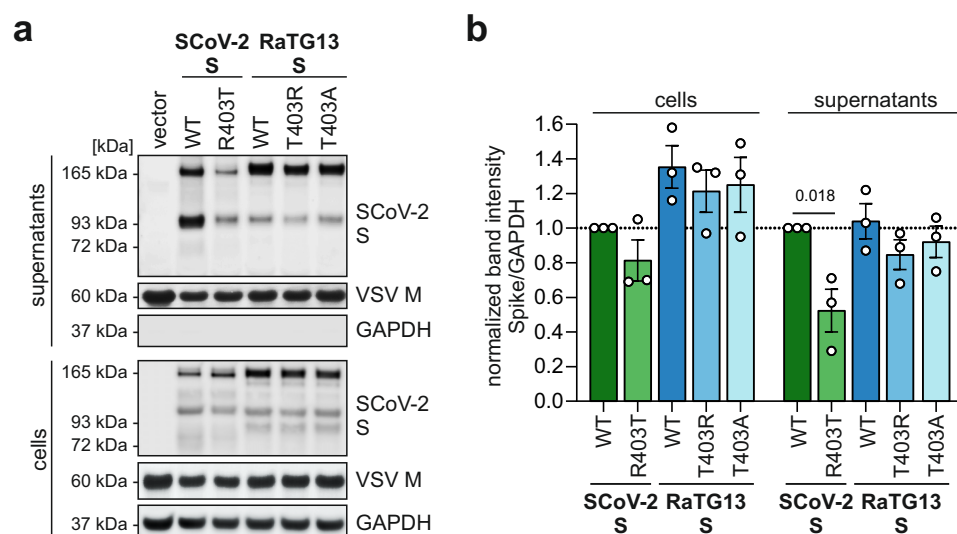 a
SCoV-2 RaTG13
S S
vector
WT
R403T
WT
T403R
T403A
[kDa]
supernatants
165 kDa
93 kDa
72 kDa
SCoV-2
S
60 kDa
VSV M
37 kDa
GAPDH
cells
165 kDa
93 kDa
72 kDa
SCoV-2
S
60 kDa
VSV M
37 kDa
GAPDH
b
cells
supernatants
normalized band intensity
Spike/GAPDH
1.6
1.4
1.2
1.0
0.8
0.6
0.4
0.2
0.0
0.018
WT
R403T
WT
T403R
T403A
WT
R403T
WT
T403R
T403A
SCoV-2 RaTG13
S S
SCoV-2 RaTG13
S S